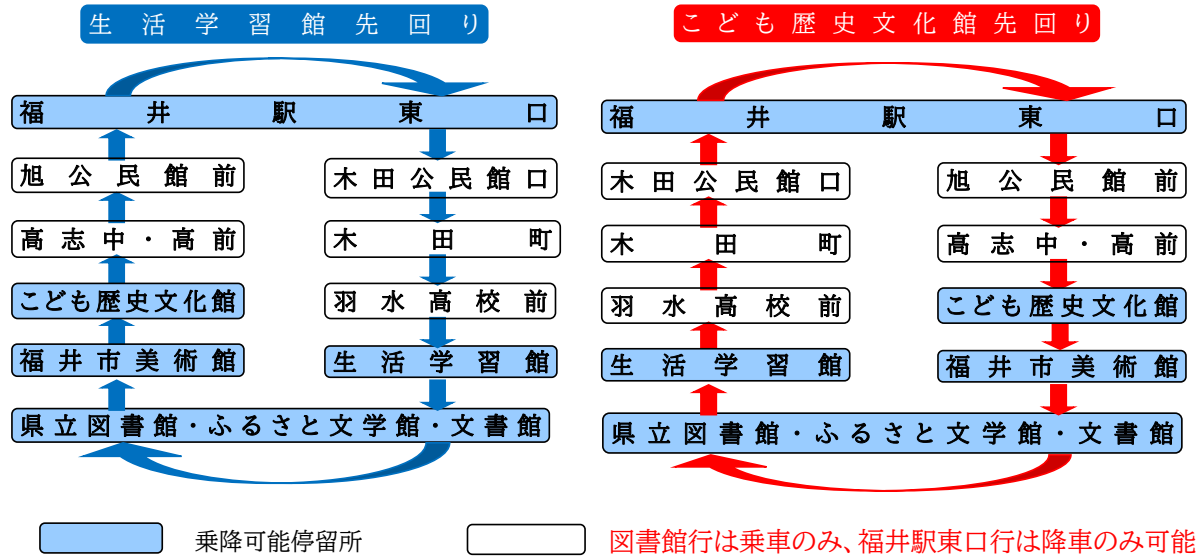 生活学習館先回り
福井駅東口
旭公民館前
木田公民館口
高志中・高前
木田町
こども歴史文化館
羽水高校前
福井市美術館
生活学習館
県立図書館・ふるさと文学館・文書館
こども歴史文化館先回り
福井駅東口
木田公民館口
旭公民館前
木田町
高志中・高前
羽水高校前
こども歴史文化館
生活学習館
福井市美術館
県立図書館・ふるさと文学館・文書館
乗降可能停留所
図書館行は乗車のみ、福井駅東口行は降車のみ可能